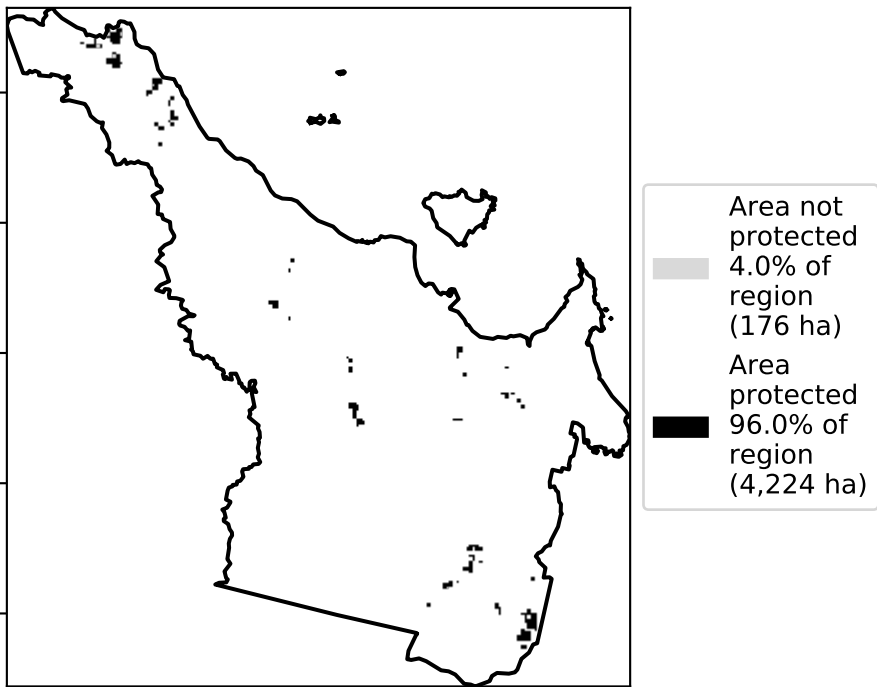 Area not
protected
4.0% of
region
(176 ha)
Area
protected
96.0% of
region
(4,224 ha)